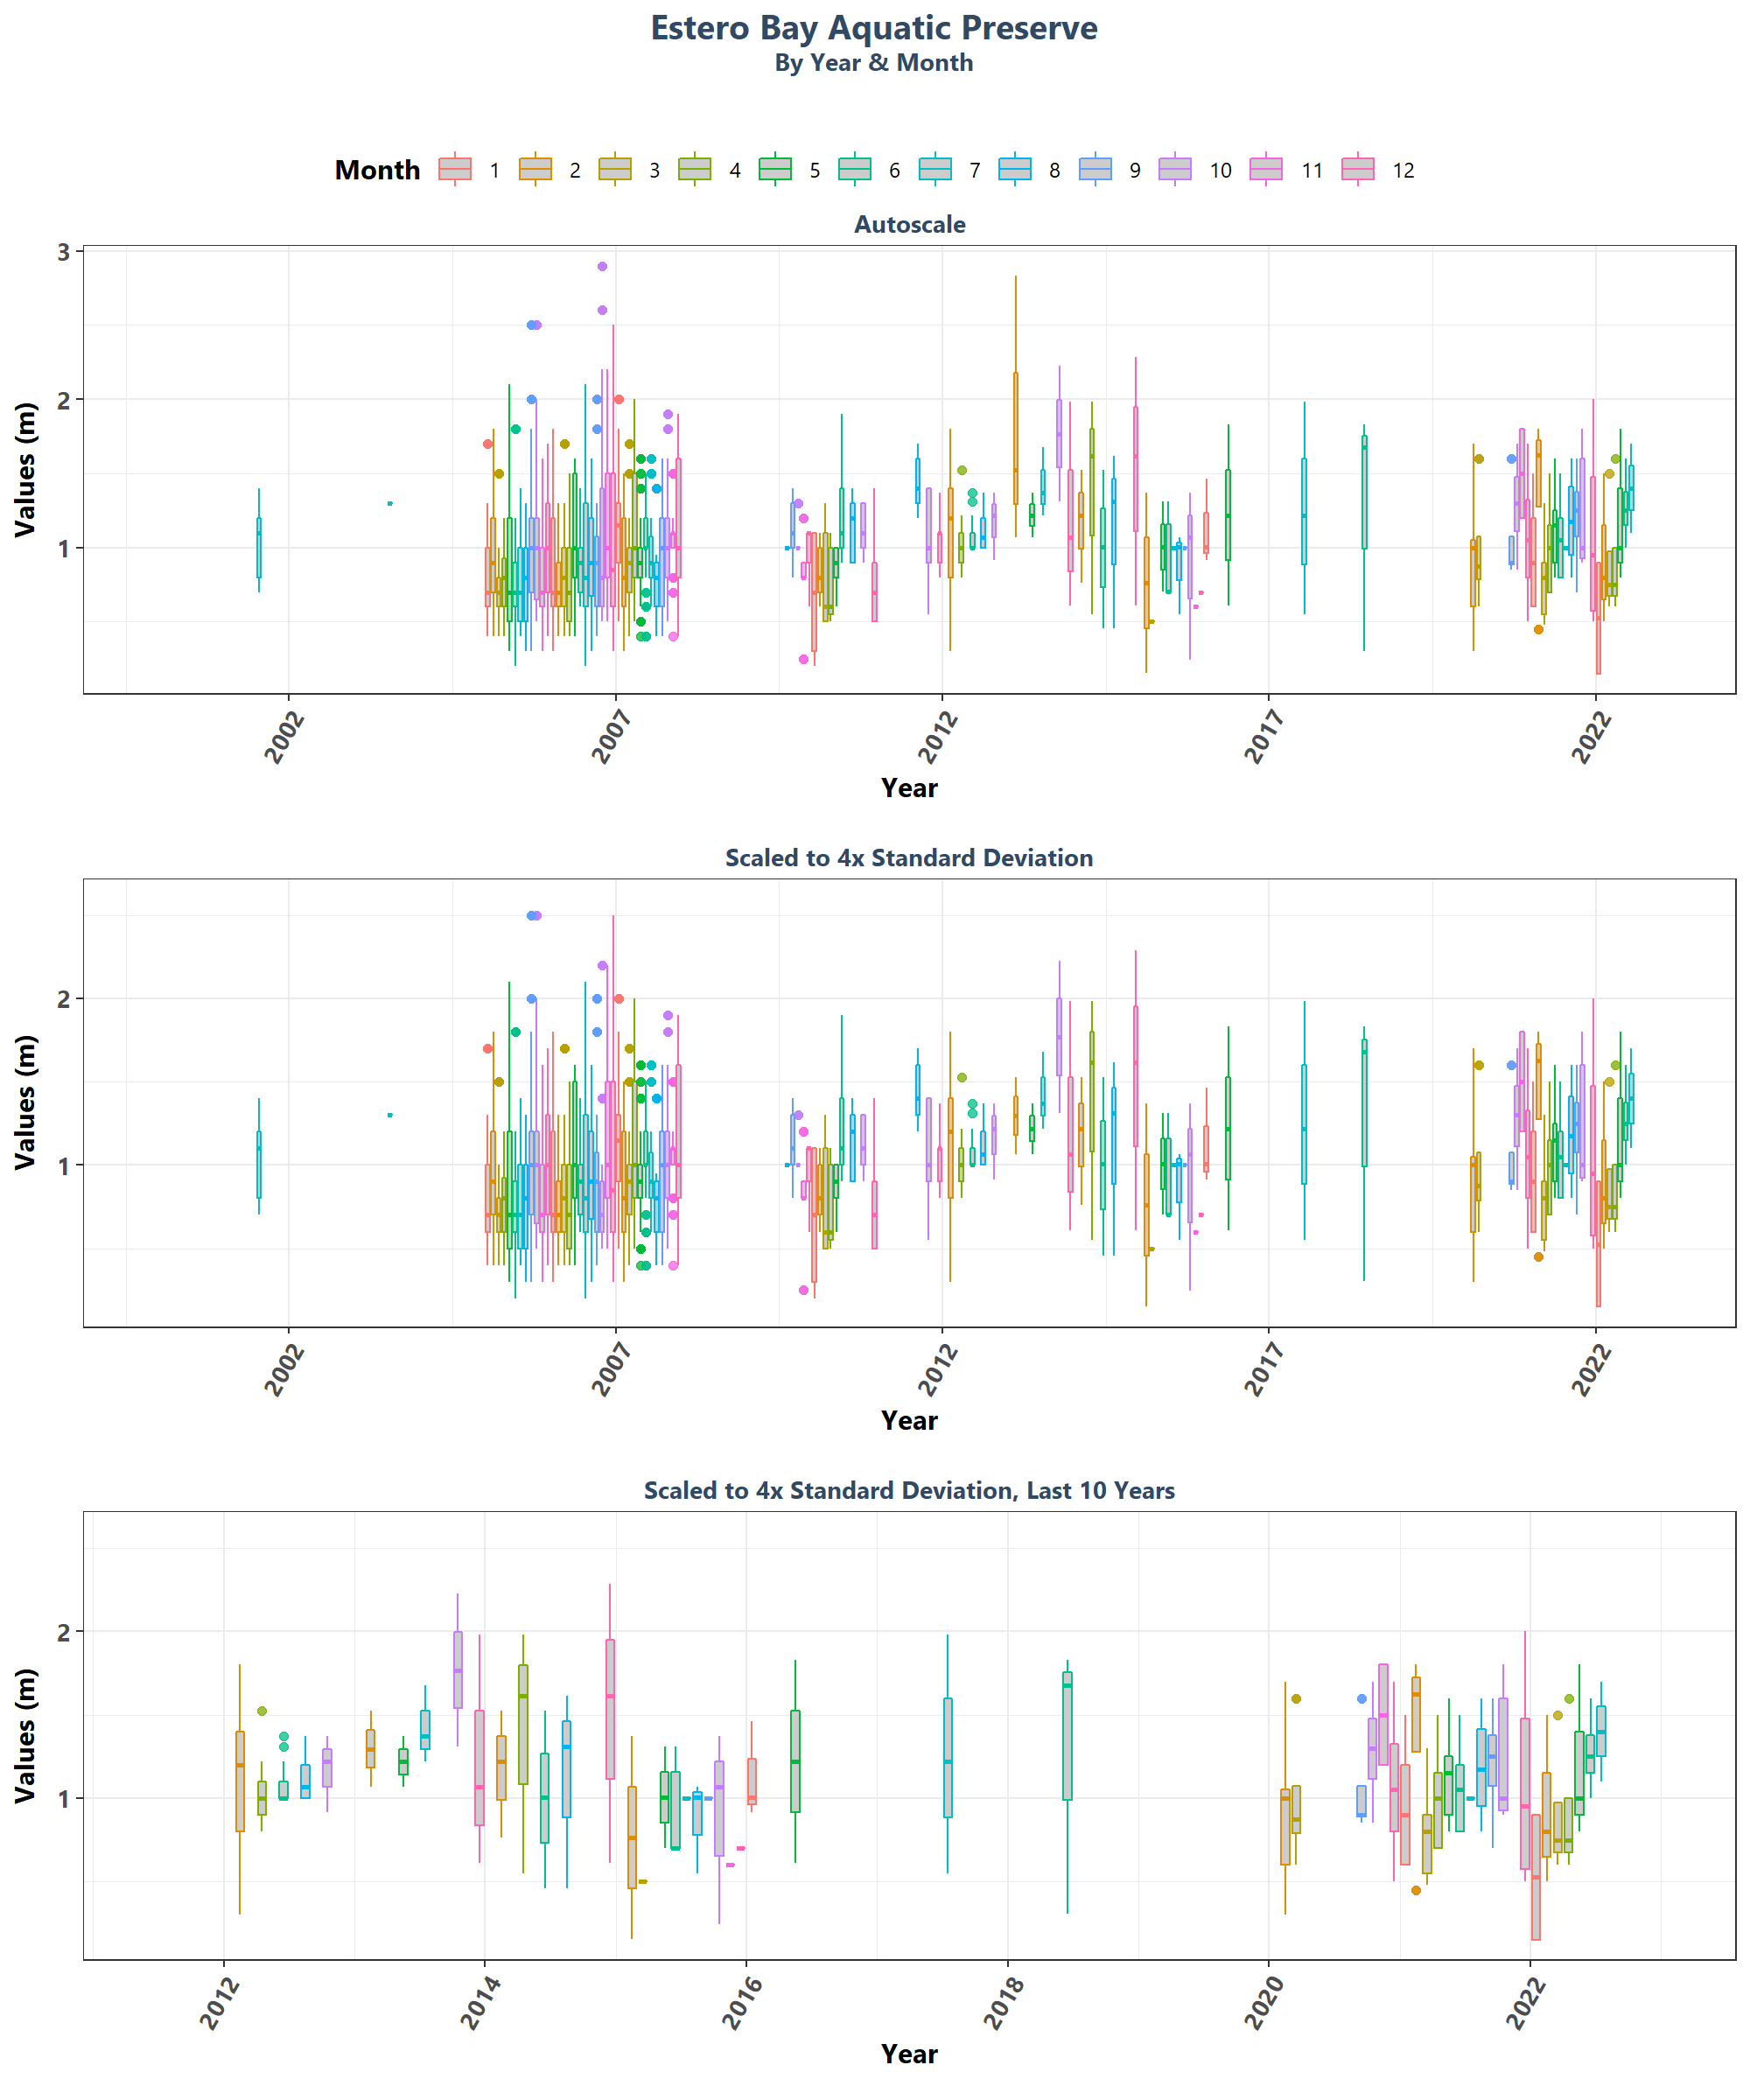 Estero Bay Aquatic Preserve
By Year & Month
Month 1 2 3 4 5 6 7 8 9 10 11 12
Autoscale
3
2
1
Values (m)
2002 2007 2012 2017 2022
Year
Scaled to 4x Standard Deviation
2
1
Values (m)
2002 2007 2012 2017 2022
Year
Scaled to 4x Standard Deviation, Last 10 Years
2
1
Values (m)
2012 2014 2016 2018 2020 2022
Year